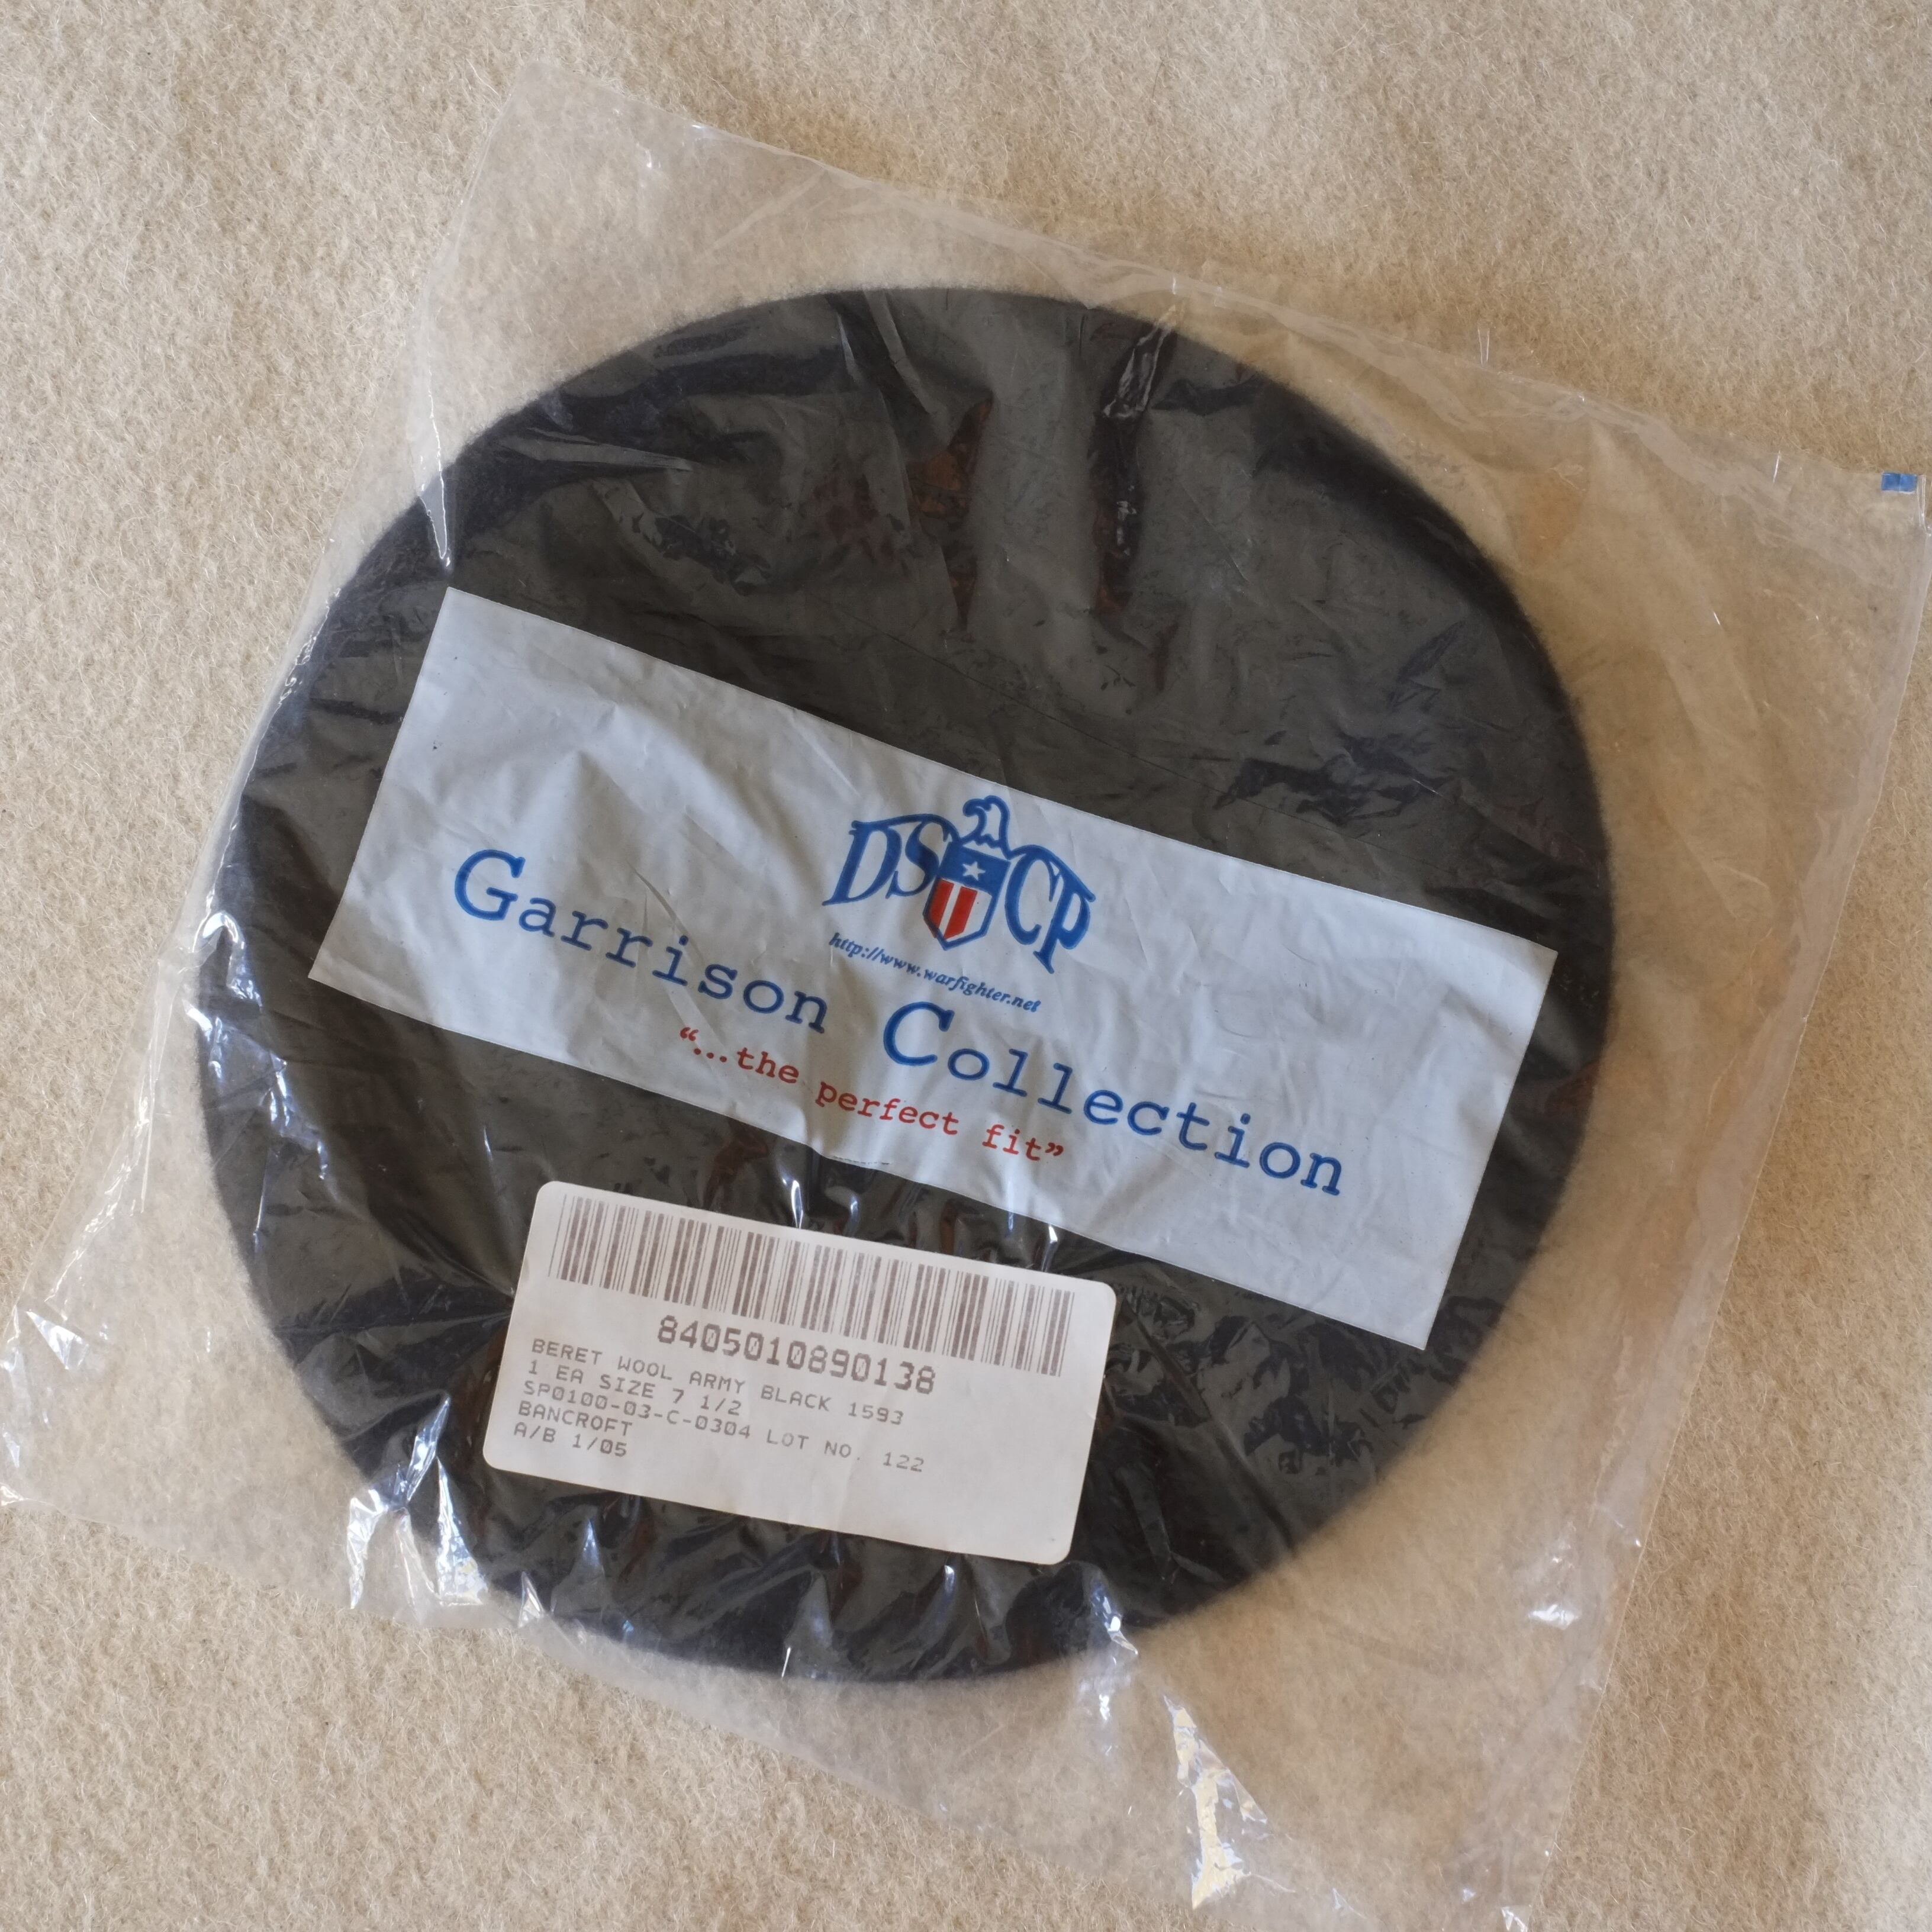 DSCP
http://www.warfighter.net
Garrison Collection
“...the perfect fit”
8405010890138
BERET WOOL ARMY BLACK 1593
1 EA SIZE 7 1/2
SP0100-03-C-0304 LOT NO. 122
BANCROFT
A/B 1/05